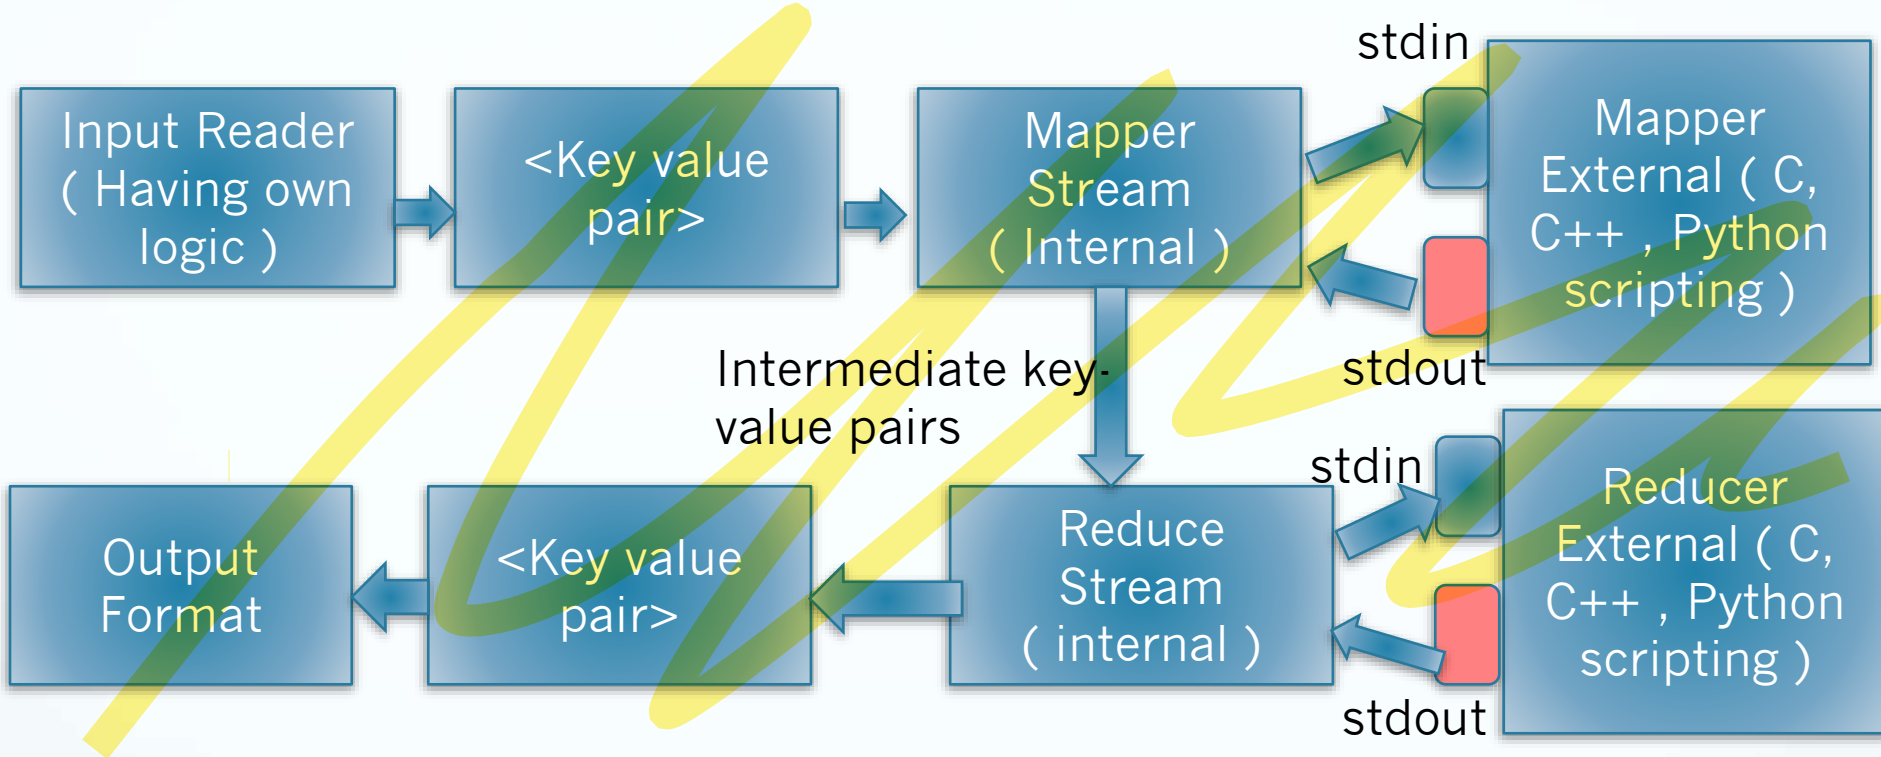 stdin
Input Reader
( Having own
logic )
<Key value
pair>
Mapper
Stream
( Internal )
Mapper
External ( C,
C++ , Python
scripting )
stdout
Intermediate key-
value pairs
stdin
Output
Format
<Key value
pair>
Reduce
Stream
( internal )
Reducer
External ( C,
C++ , Python
scripting )
stdout